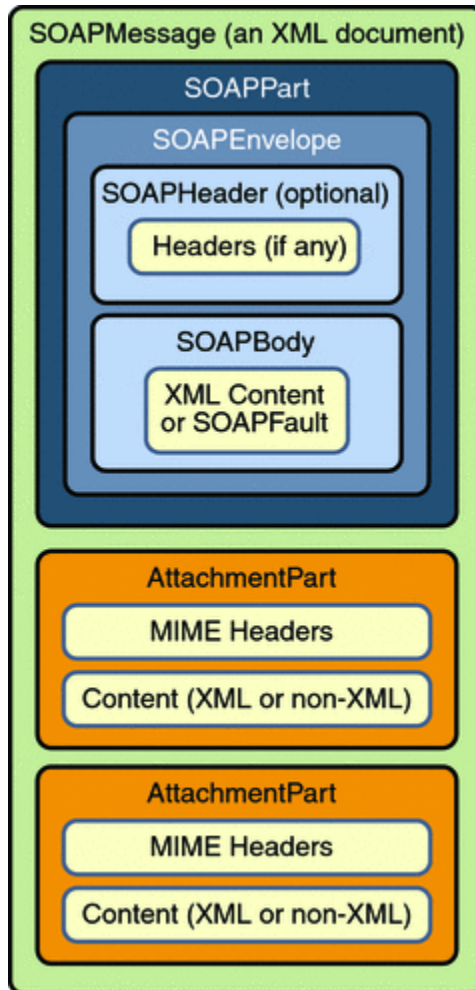 SOAPMessage (an XML document)
SOAPPart
SOAPEnvelope
SOAPHeader (optional)
Headers (if any)
SOAPBody
XML Content
or SOAPFault
AttachmentPart
MIME Headers
Content (XML or non-XML)
AttachmentPart
MIME Headers
Content (XML or non-XML)